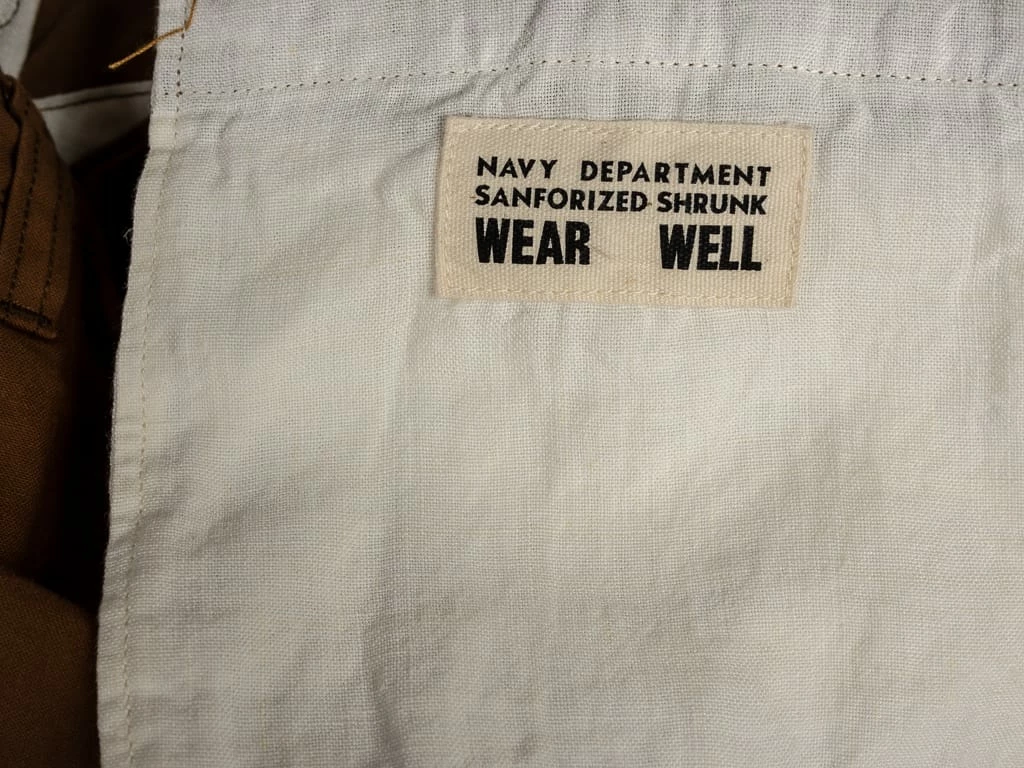 NAVY DEPARTMENT
SANFORIZED SHRUNK
WEAR WELL